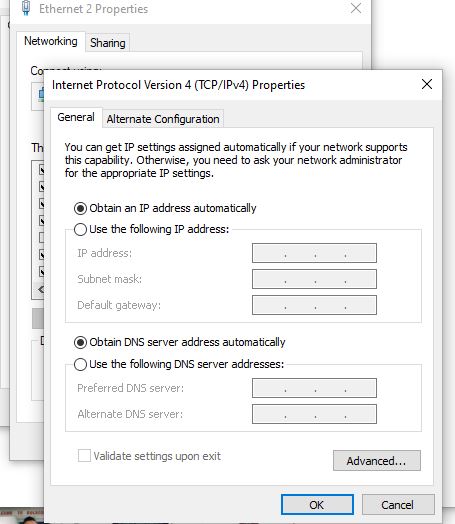 Ethernet 2 Properties
Networking
Sharing
Connect using:
Internet Protocol Version 4 (TCP/IPv4) Properties
General
Alternate Configuration
You can get IP settings assigned automatically if your network supports
this capability. Otherwise, you need to ask your network administrator
for the appropriate IP settings.
Obtain an IP address automatically
Use the following IP address:
IP address:
Subnet mask:
Default gateway:
Obtain DNS server address automatically
Use the following DNS server addresses:
Preferred DNS server:
Alternate DNS server:
Validate settings upon exit
Advanced...
OK
Cancel